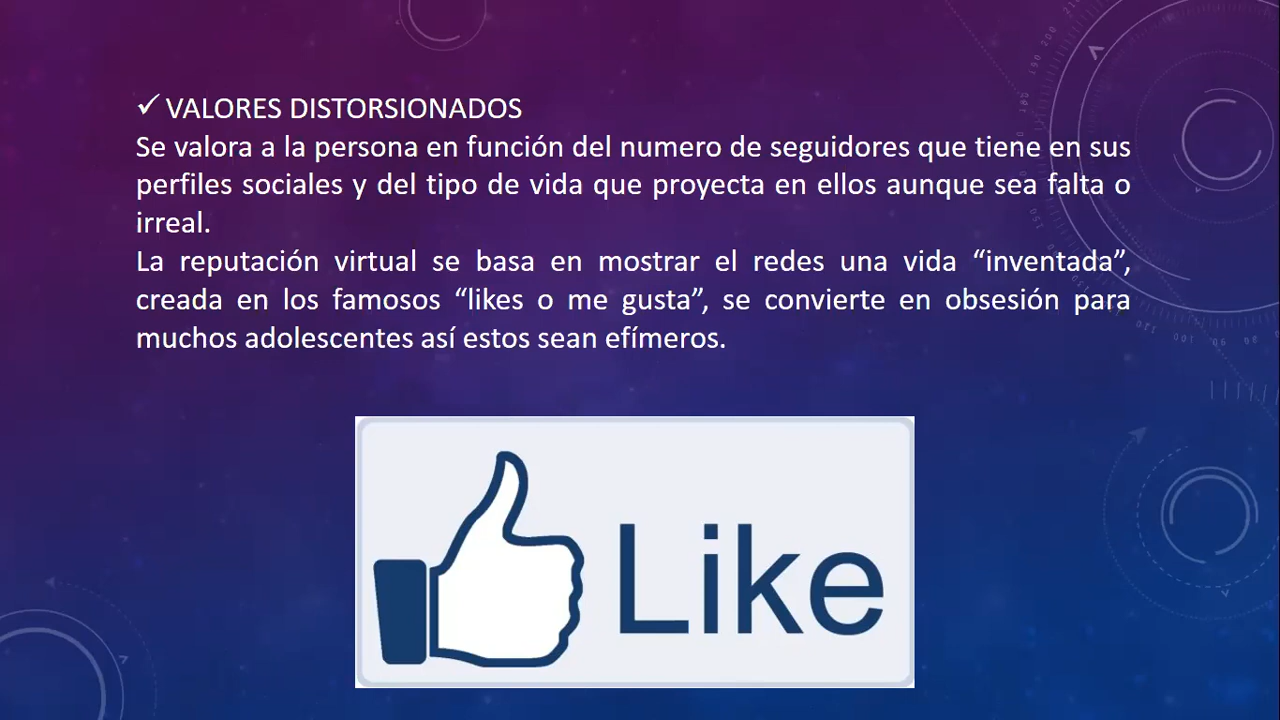 ✓ VALORES DISTORSIONADOS
Se valora a la persona en función del numero de seguidores que tiene en sus
perfiles sociales y del tipo de vida que proyecta en ellos aunque sea falta o
irreal.
La reputación virtual se basa en mostrar el redes una vida “inventada”,
creada en los famosos “likes o me gusta”, se convierte en obsesión para
muchos adolescentes así estos sean efímeros.
Like